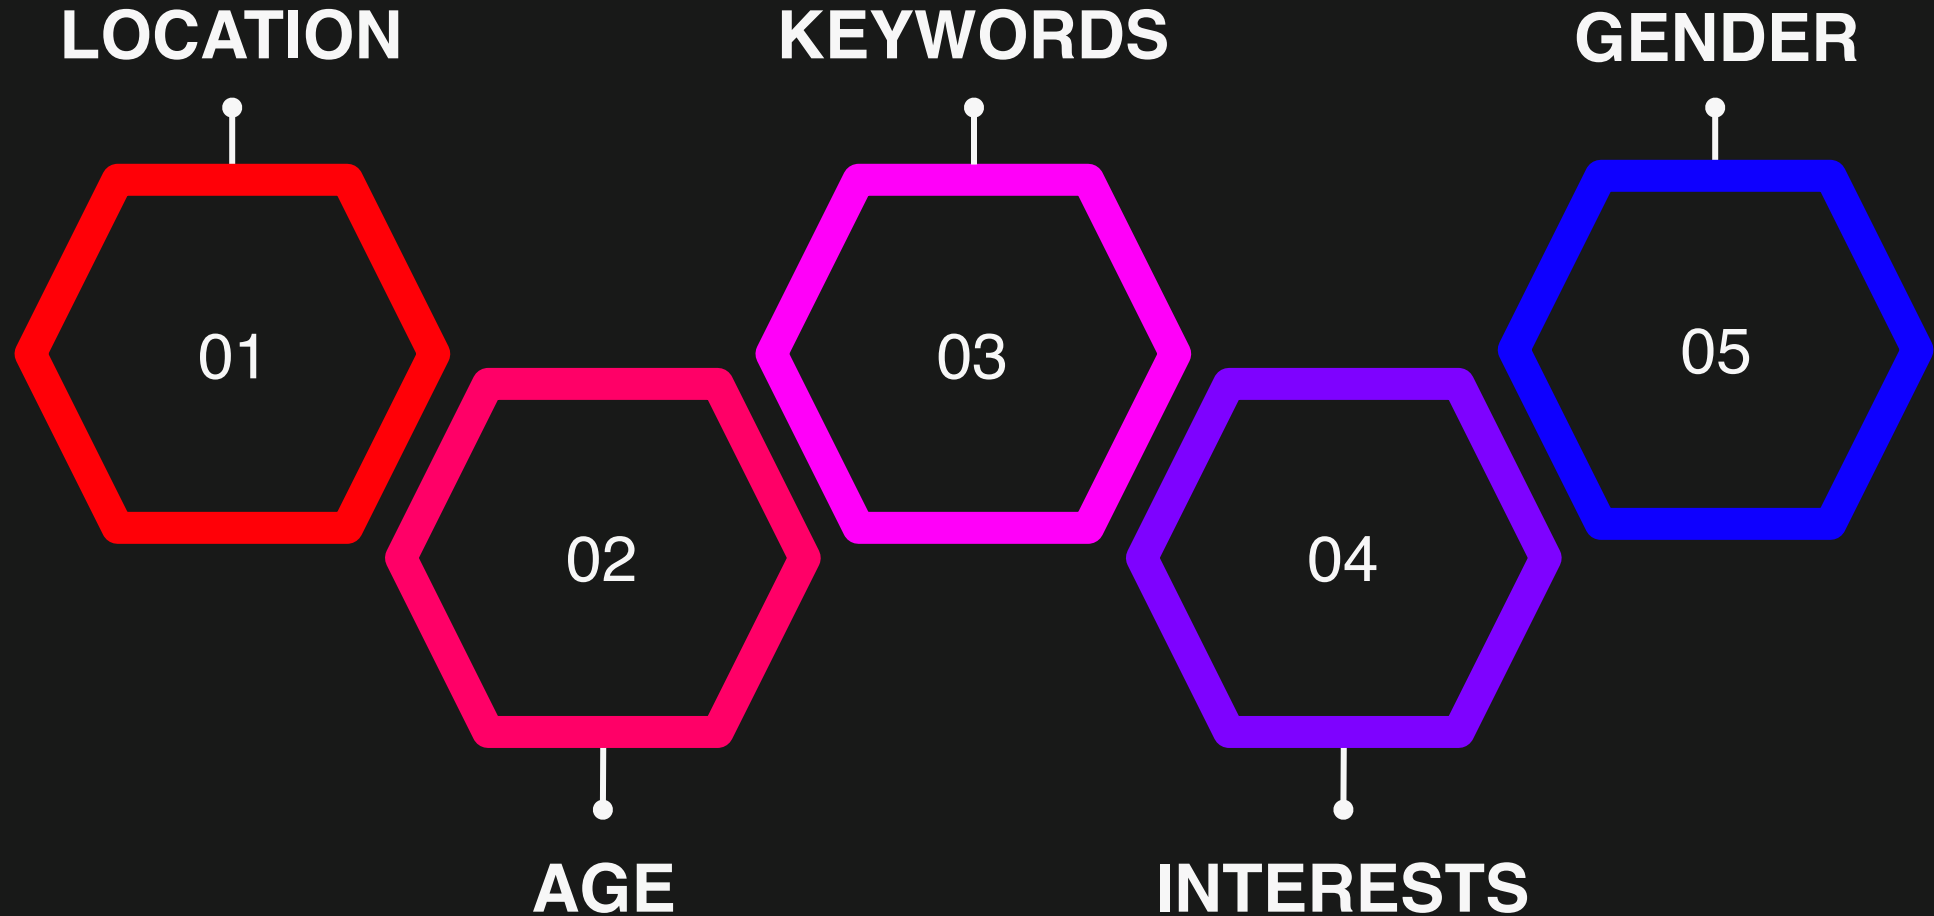 LOCATION
KEYWORDS
GENDER
01
03
05
02
04
AGE
INTERESTS